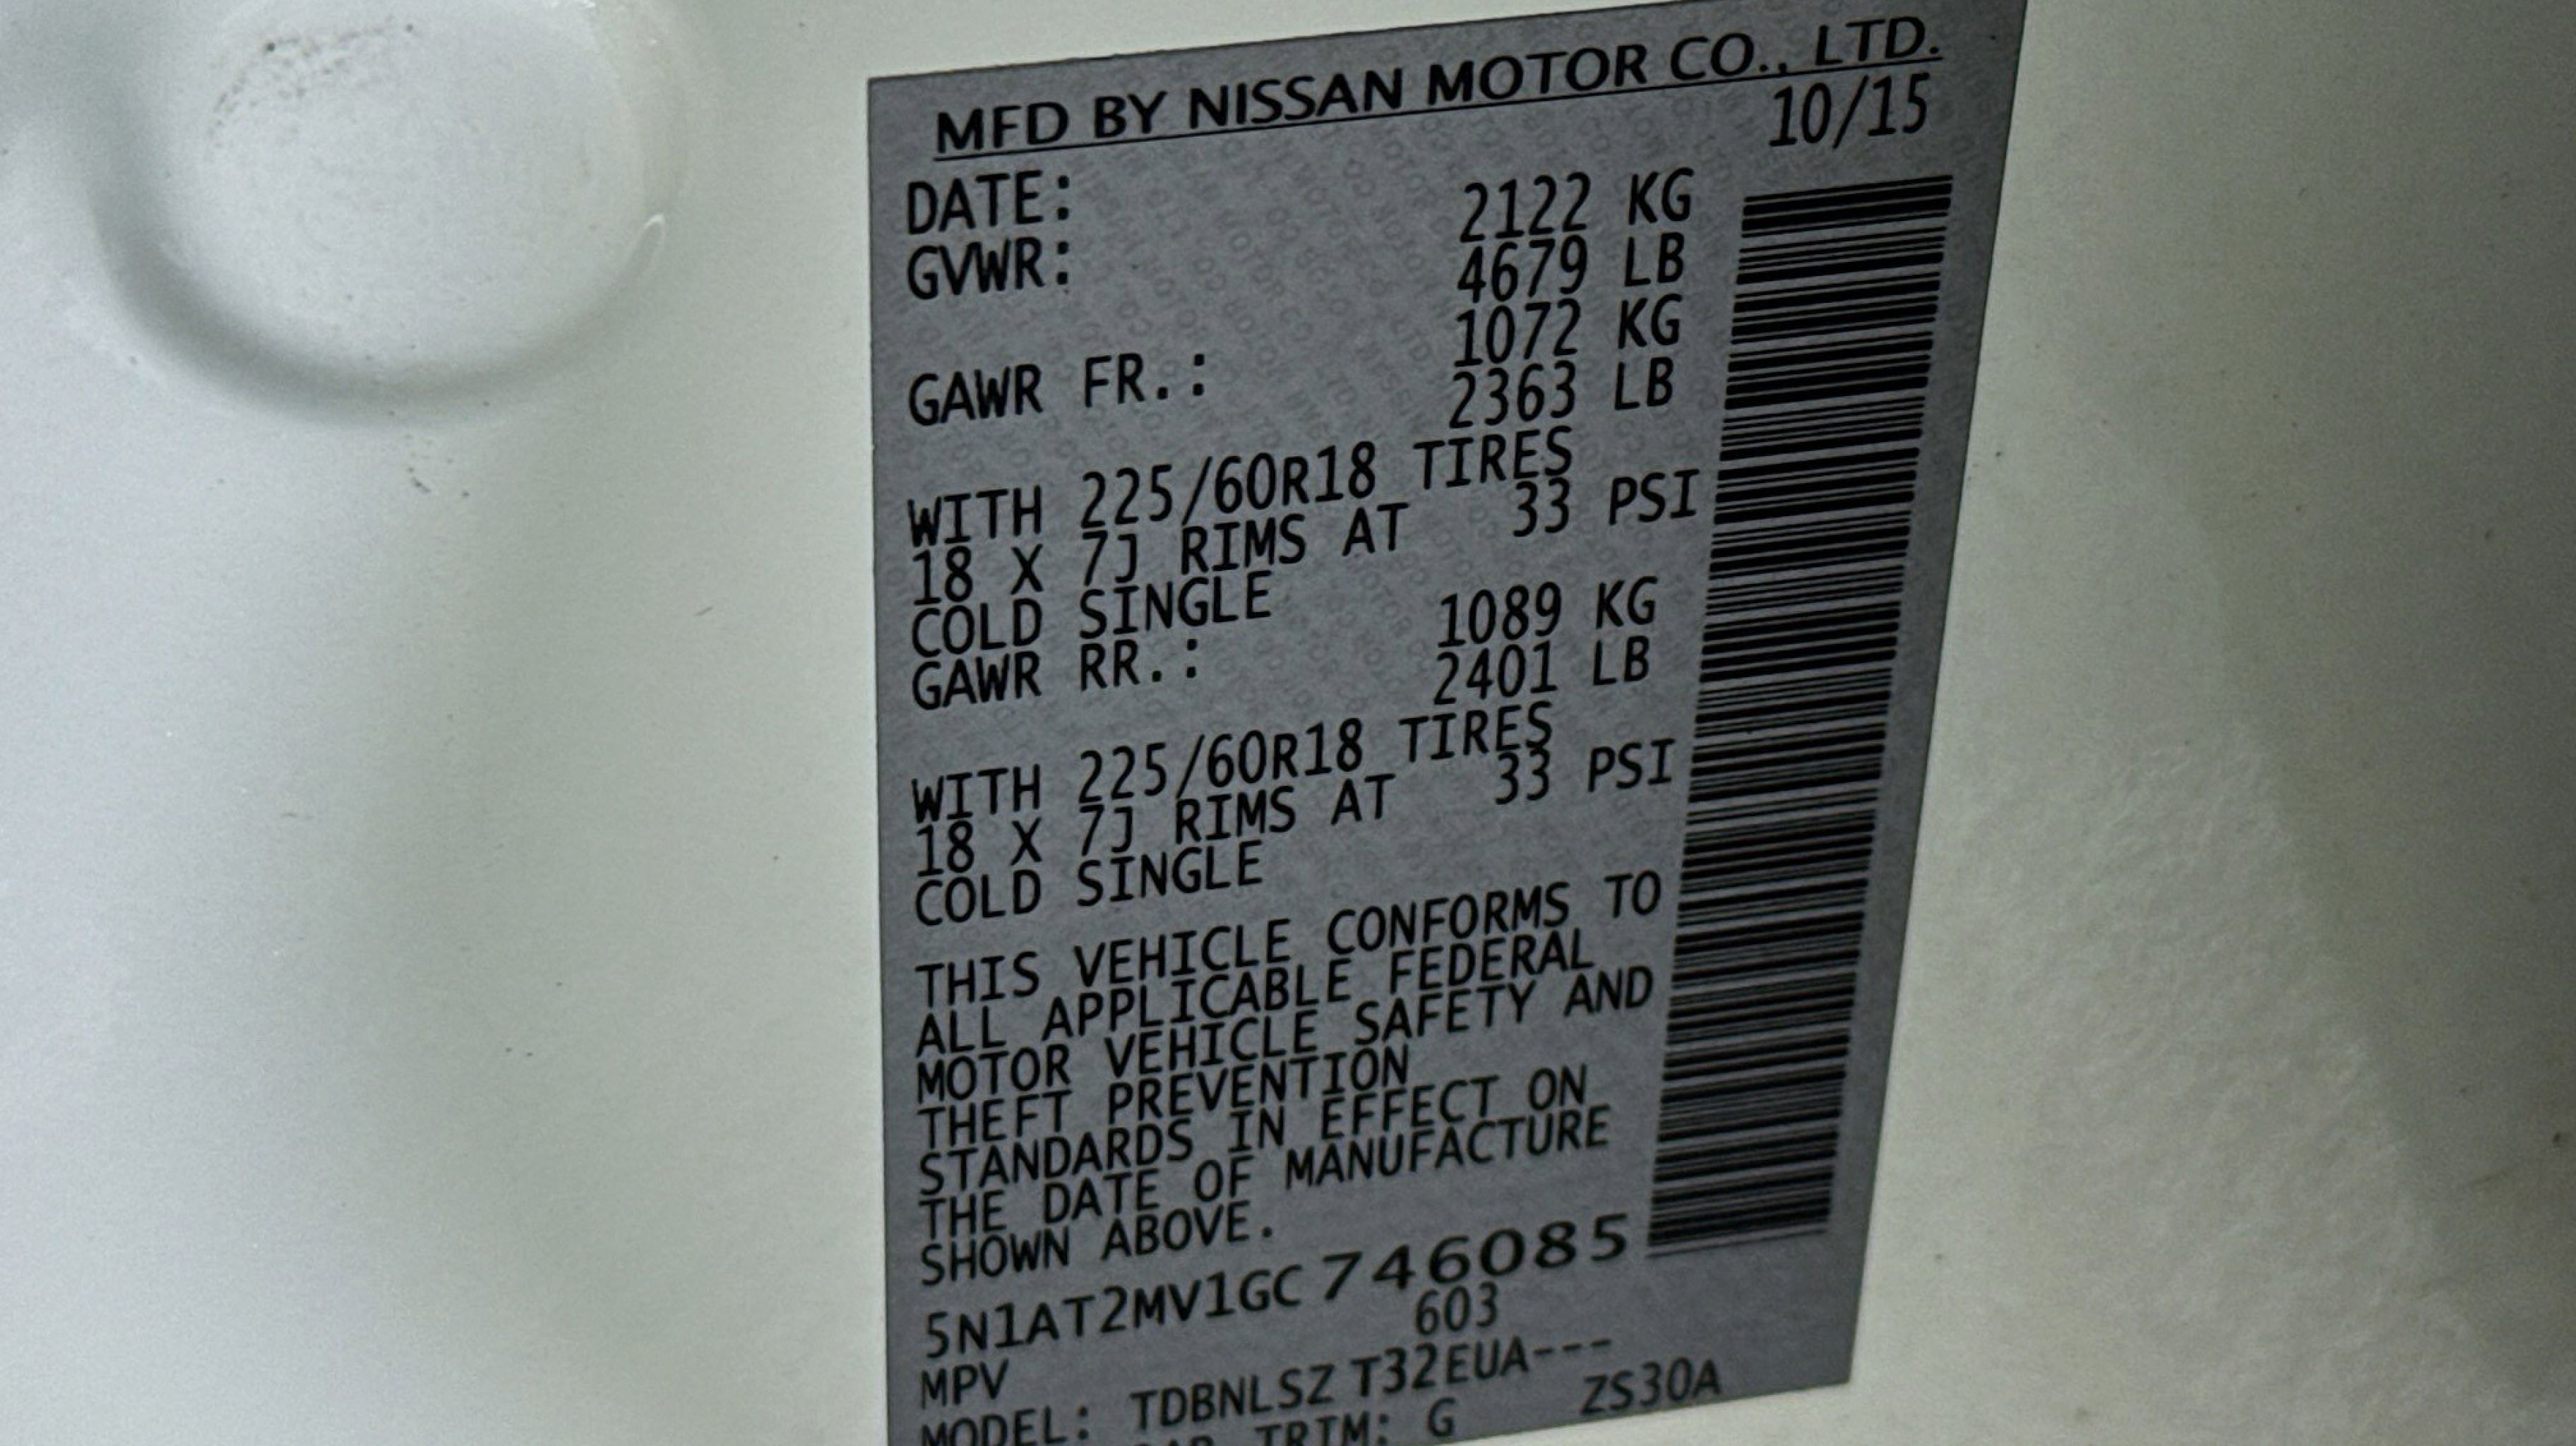 MFD BY NISSAN MOTOR CO., LTD.
DATE: 10/15
GVWR: 2122 KG
4679 LB
GAWR FR.: 1072 KG
2363 LB
WITH 225/60R18 TIRES
18 X 7J RIMS AT 33 PSI
COLD SINGLE
GAWR RR.: 1089 KG
2401 LB
WITH 225/60R18 TIRES
18 X 7J RIMS AT 33 PSI
COLD SINGLE
THIS VEHICLE CONFORMS TO
ALL APPLICABLE FEDERAL
MOTOR VEHICLE SAFETY AND
THEFT PREVENTION
STANDARDS IN EFFECT ON
THE DATE OF MANUFACTURE
SHOWN ABOVE.
5N1AT2MV1GC746085
MPV 603
MODEL: TDBNLSZ T32EUA---
TRIM: G ZS30A